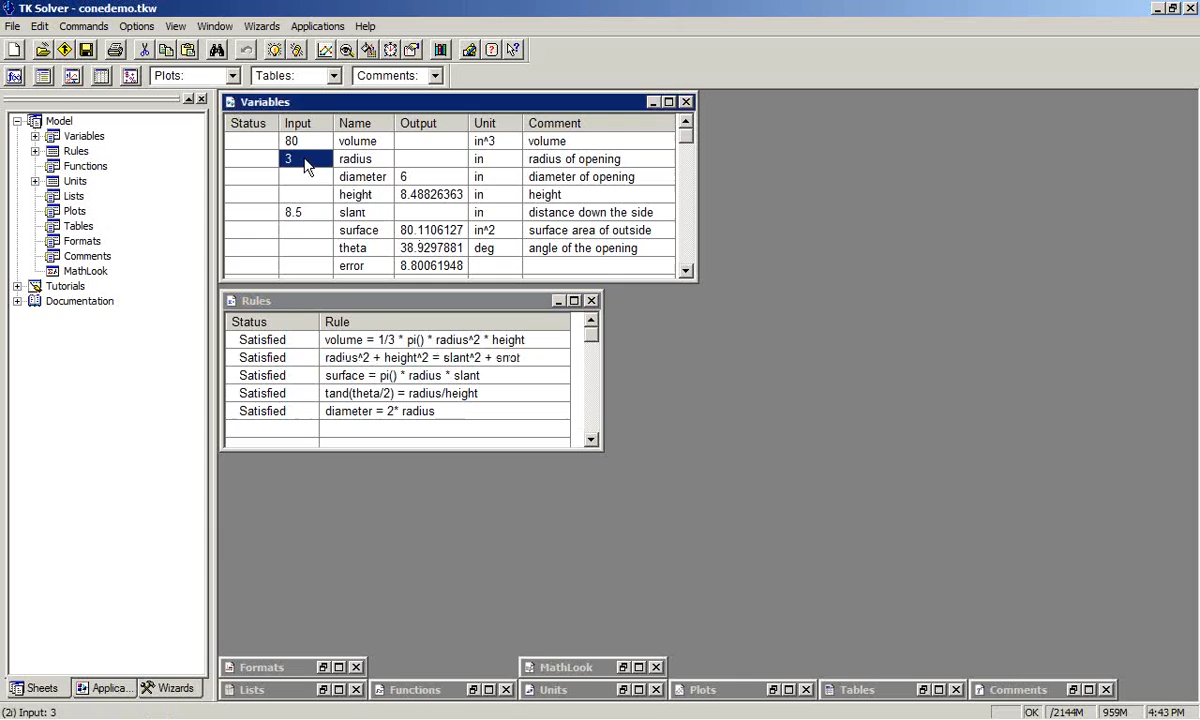 TK Solver - conedemo.tkw
File Edit Commands Options View Window Wizards Applications Help
Plots: Tables: Comments:
Model
Variables
Rules
Functions
Units
Lists
Plots
Tables
Formats
Comments
MathLook
Tutorials
Documentation
Sheets Applica... Wizards
Variables
Status Input Name Output Unit Comment
80 volume in^3 volume
3 radius in radius of opening
diameter 6 in diameter of opening
height 8.48826363 in height
8.5 slant in distance down the side
surface 80.1106127 in^2 surface area of outside
theta 38.9297881 deg angle of the opening
error 8.80061948
Rules
Status Rule
Satisfied volume = 1/3 * pi() * radius^2 * height
Satisfied radius^2 + height^2 = slant^2 +
Satisfied surface = pi() * radius * slant
Satisfied tand(theta/2) = radius/height
Satisfied diameter = 2* radius
Formats MathLook
Lists Functions Units Plots Tables Comments
(2i) Input: 3 OK /2144M 959M 4:43 PM